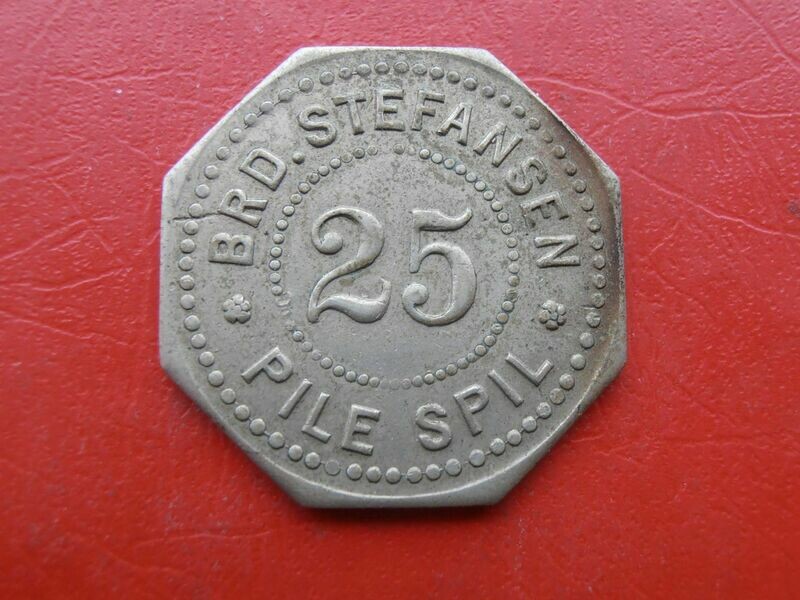 BRD. STEFANSEN
25
PILE SPIL